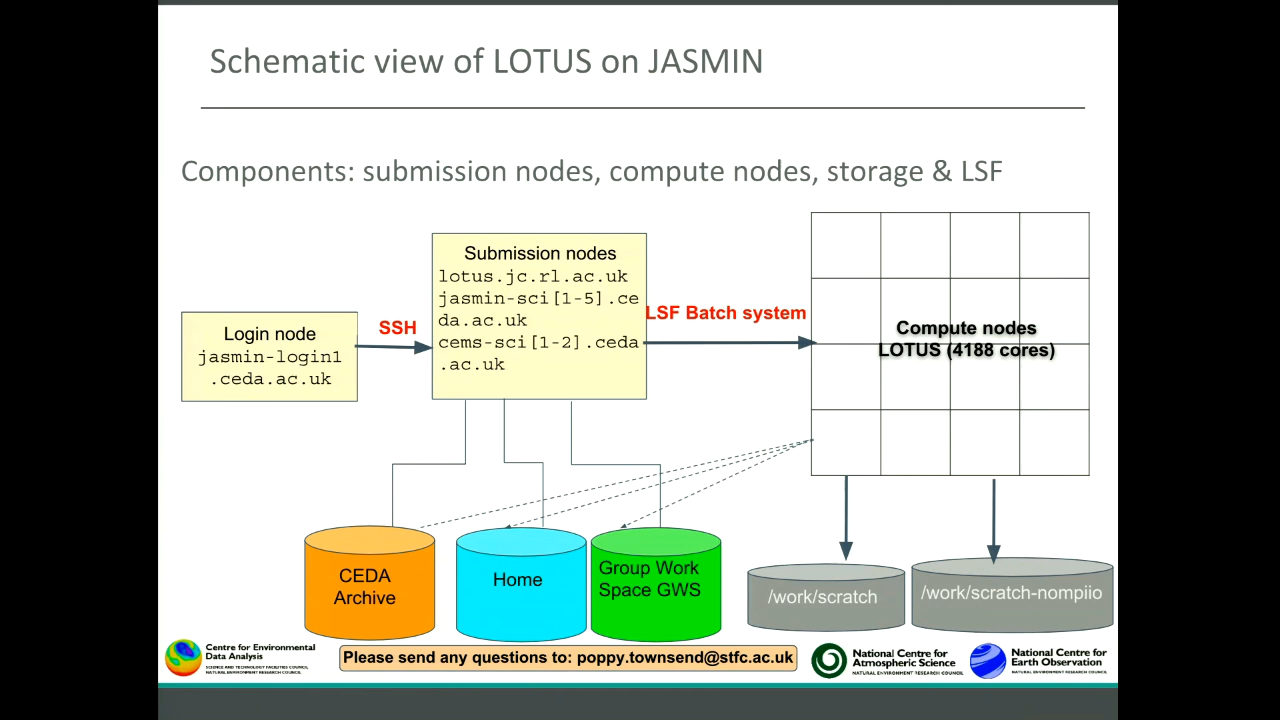 Schematic view of LOTUS on JASMIN
Components: submission nodes, compute nodes, storage & LSF
Login node
jasmin-login1
.ceda.ac.uk
SSH
Submission nodes
lotus.jc.rl.ac.uk
jasmin-sci[1-5].ce
da.ac.uk
cems-sci[1-2].ceda
.ac.uk
LSF Batch system
Compute nodes
LOTUS (4188 cores)
CEDA
Archive
Home
Group Work
Space GWS
/work/scratch
/work/scratch-nompiio
Centre for Environmental
Data Analysis
SCIENCE AND TECHNOLOGY FACILITIES COUNCIL
NATURAL ENVIRONMENT RESEARCH COUNCIL
Please send any questions to: poppy.townsend@stfc.ac.uk
National Centre for
Atmospheric Science
NATURAL ENVIRONMENT RESEARCH COUNCIL
National Centre for
Earth Observation
NATURAL ENVIRONMENT RESEARCH COUNCIL